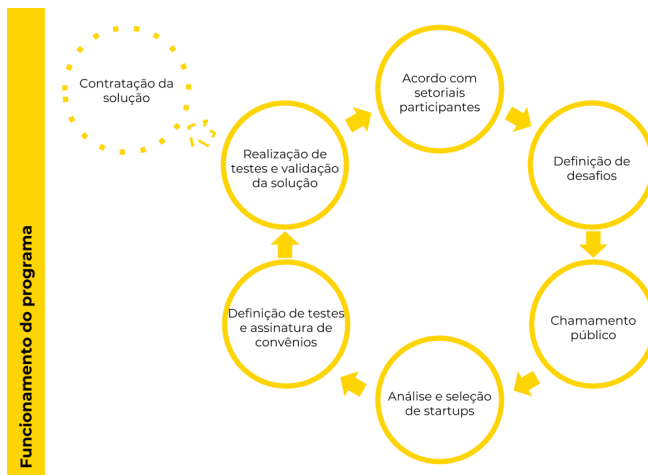 Funcionamento do programa
Contratação da
solução
Acordo com
setoriais
participantes
Definição de
desafios
Chamamento
público
Análise e seleção
de startups
Definição de testes
e assinatura de
convênios
Realização de
testes e validação
da solução